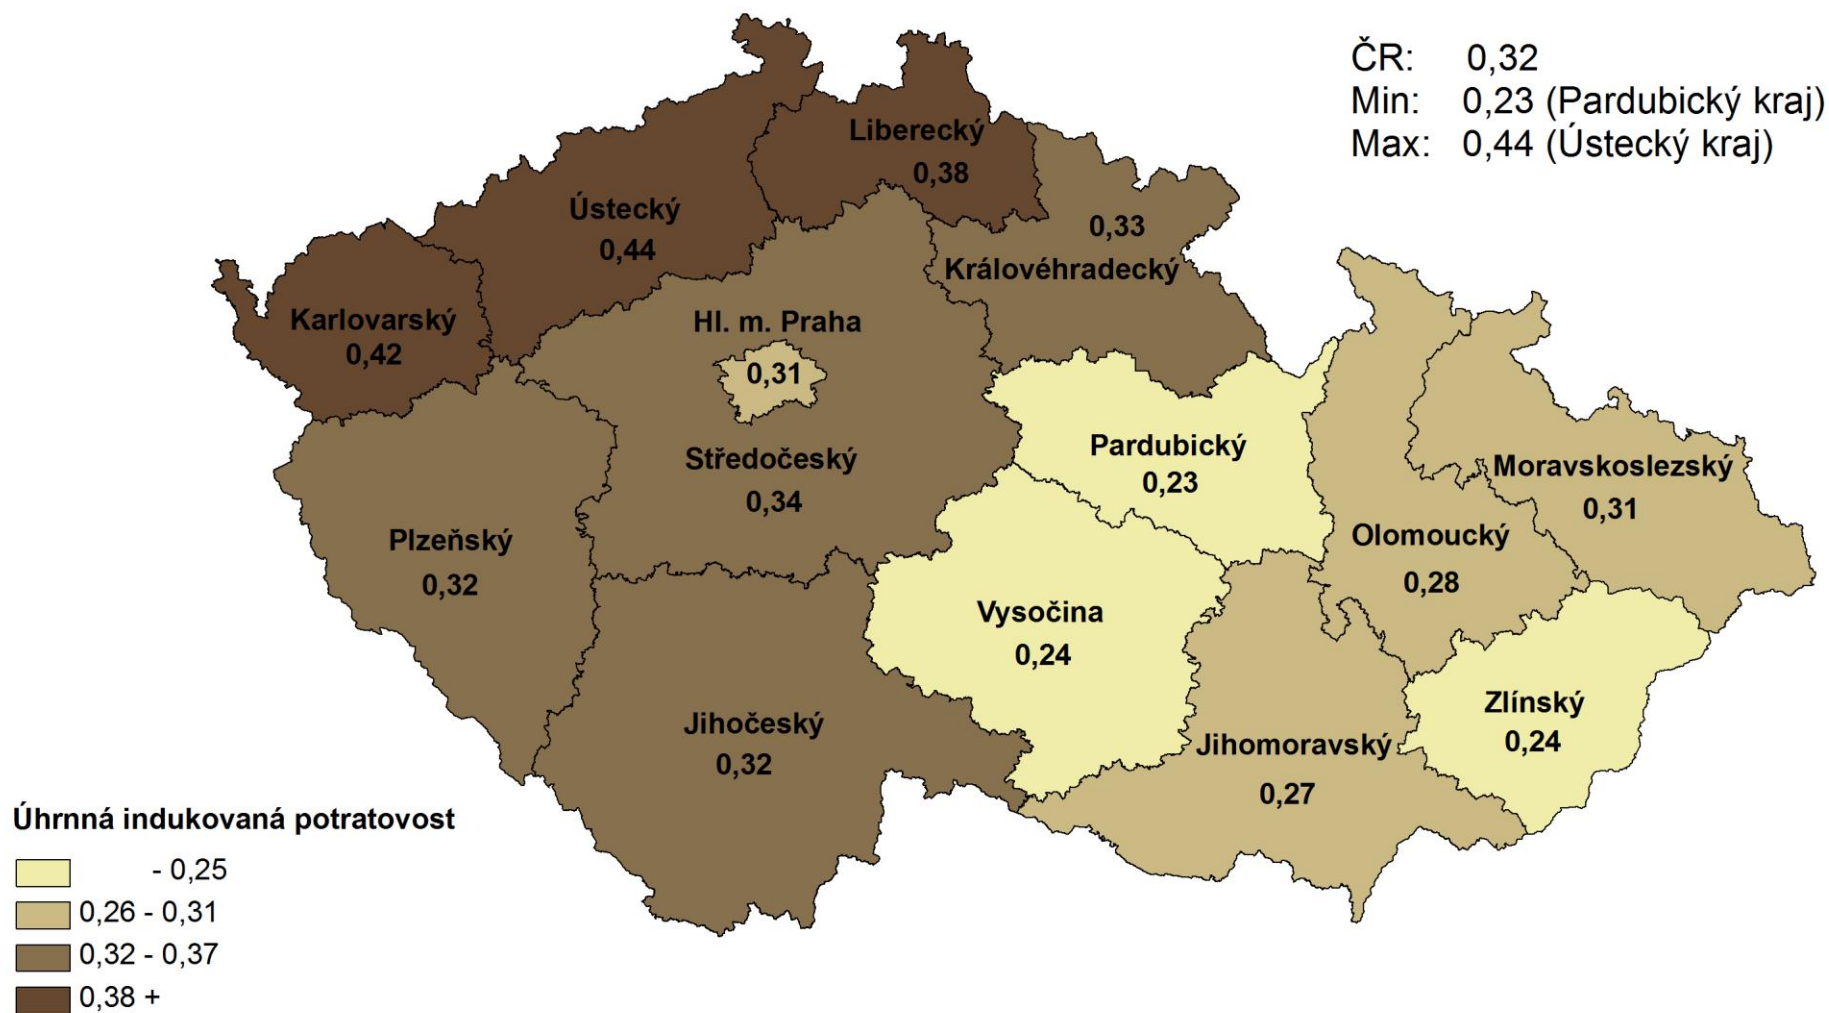 ČR: 0,32
Min: 0,23 (Pardubický kraj)
Max: 0,44 (Ústecký kraj)
Liberecký
0,38
Ústecký
0,44
0,33
Královéhradecký
Karlovarský
0,42
Hl. m. Praha
0,31
Středočeský
0,34
Pardubický
0,23
Moravskoslezský
0,31
Olomoucký
0,28
Plzeňský
0,32
Vysočina
0,24
Zlínský
0,24
Jihočeský
0,32
Jihomoravský
0,27
Úhrnná indukovaná potratovost
- 0,25
0,26 - 0,31
0,32 - 0,37
0,38 +